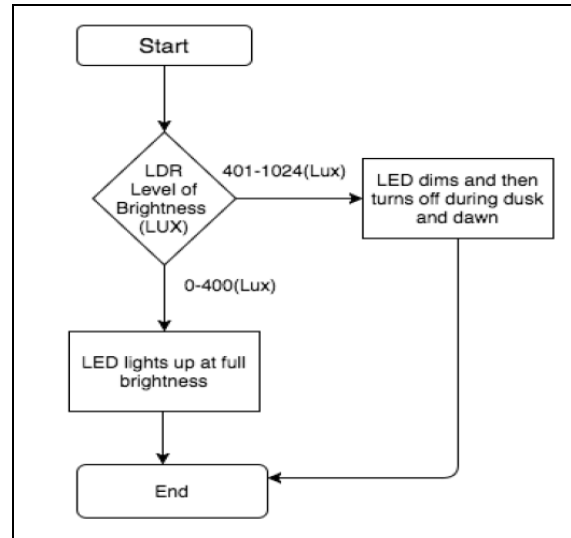 Start
LDR
Level of
Brightness
(LUX)
401-1024(Lux)
LED dims and then
turns off during dusk
and dawn
0-400(Lux)
LED lights up at full
brightness
End